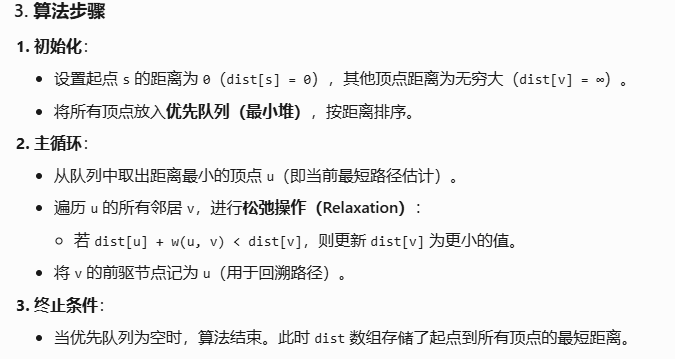 3. 算法步骤
1. 初始化：
设置起点 s 的距离为 0（dist[s] = 0），其他顶点距离为无穷大（dist[v] = ∞）。
将所有顶点放入优先队列（最小堆），按距离排序。
2. 主循环：
从队列中取出距离最小的顶点 u（即当前最短路径估计）。
遍历 u 的所有邻居 v，进行松弛操作（Relaxation）：
若 dist[u] + w(u, v) < dist[v]，则更新 dist[v] 为更小的值。
将 v 的前驱节点记为 u（用于回溯路径）。
3. 终止条件：
当优先队列为空时，算法结束。此时 dist 数组存储了起点到所有顶点的最短距离。